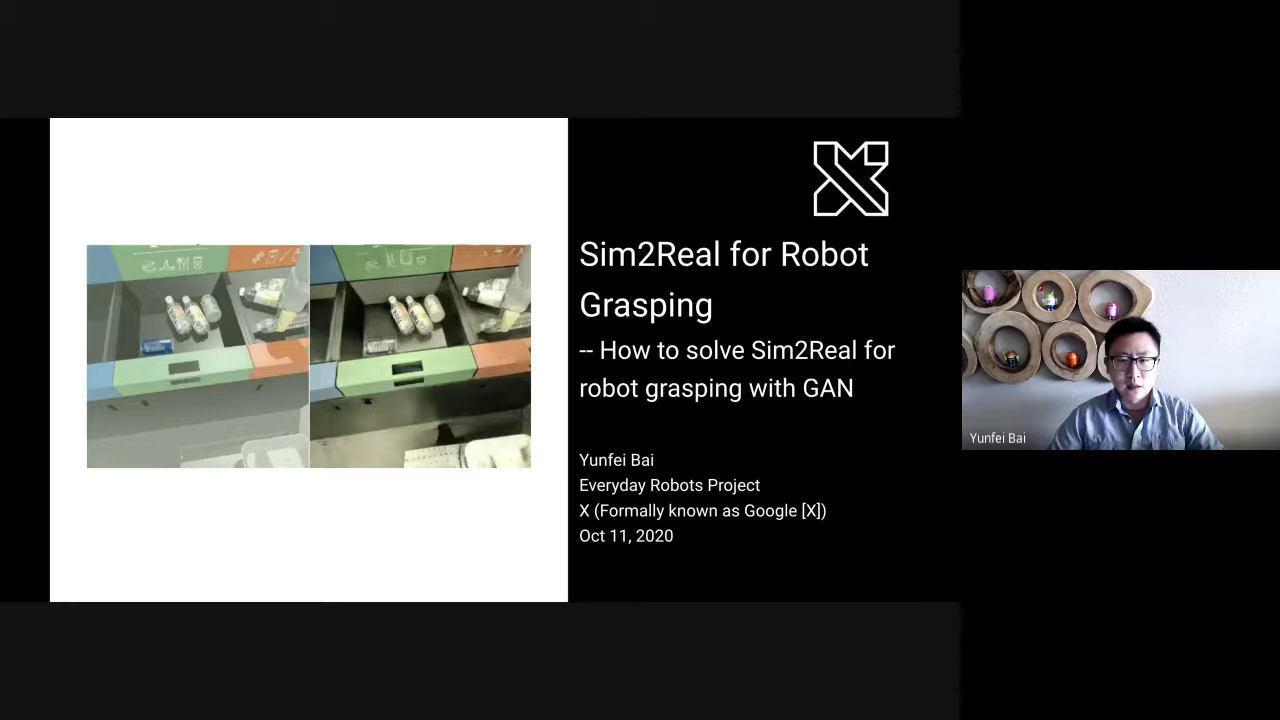 Sim2Real for Robot
Grasping
-- How to solve Sim2Real for
robot grasping with GAN
Yunfei Bai
Everyday Robots Project
X (Formally known as Google [X])
Oct 11, 2020
Yunfei Bai